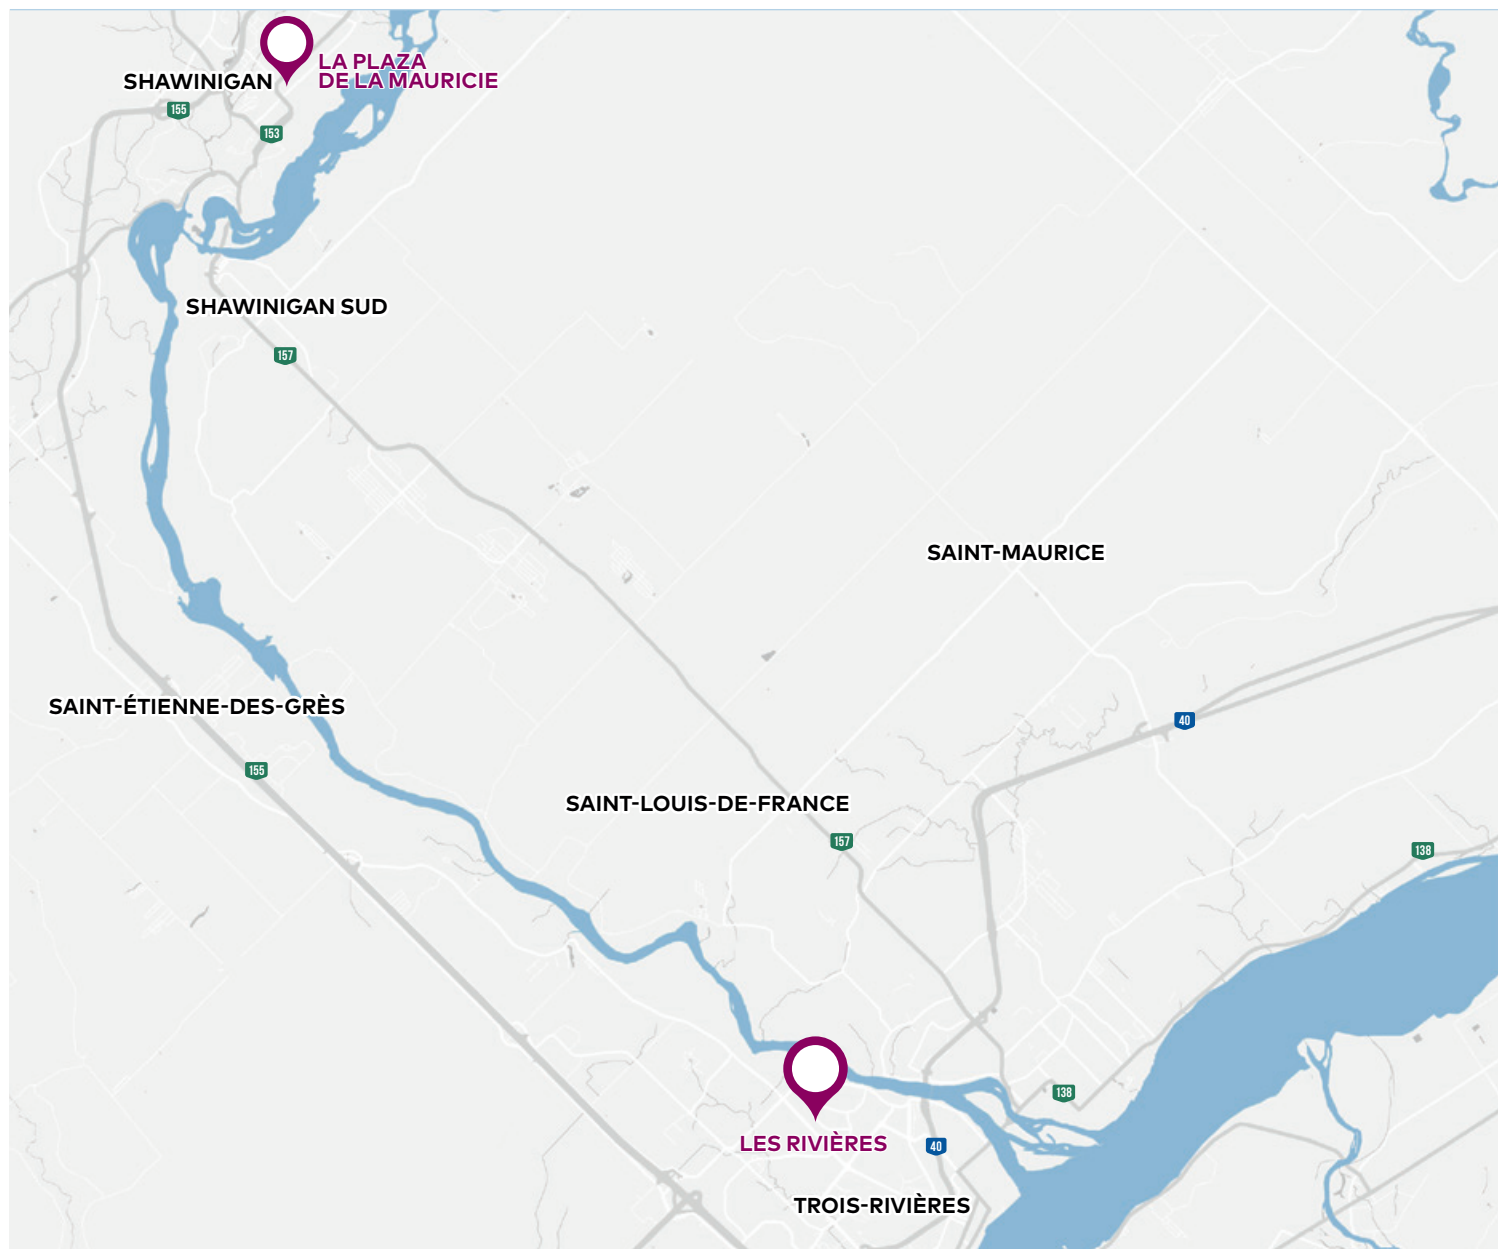 LA PLAZA
DE LA MAURICIE
SHAWINIGAN
155
153
SHAWINIGAN SUD
157
SAINT-MAURICE
SAINT-ÉTIENNE-DES-GRÈS
40
155
SAINT-LOUIS-DE-FRANCE
157
138
138
LES RIVIÈRES
40
TROIS-RIVIÈRES